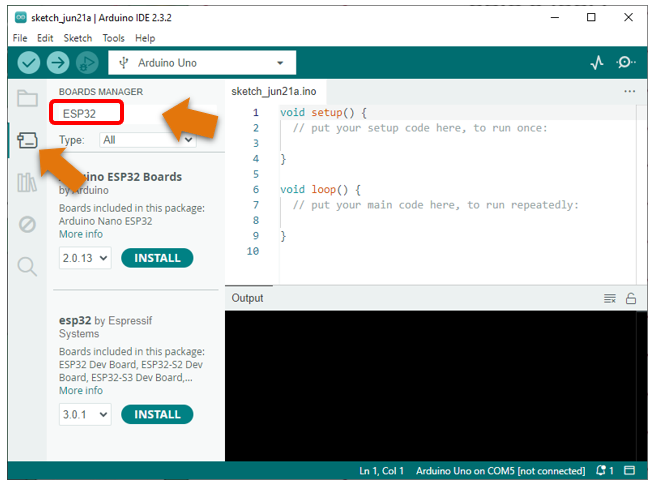 sketch_jun21a | Arduino IDE 2.3.2
File Edit Sketch Tools Help
Arduino Uno
BOARDS MANAGER
ESP32
Type: All
ino ESP32 Boards
by Arduino
Boards included in this package:
Arduino Nano ESP32
More info
2.0.13 INSTALL
esp32 by Espressif
Systems
Boards included in this package:
ESP32 Dev Board, ESP32-S2 Dev
Board, ESP32-S3 Dev Board,...
More info
3.0.1 INSTALL
sketch_jun21a.ino
1 void setup() {
2 // put your setup code here, to run once:
3
4 }
5
6 void loop() {
7 // put your main code here, to run repeatedly:
8
9 }
10
Output
Ln 1, Col 1 Arduino Uno on COM5 [not connected] 1